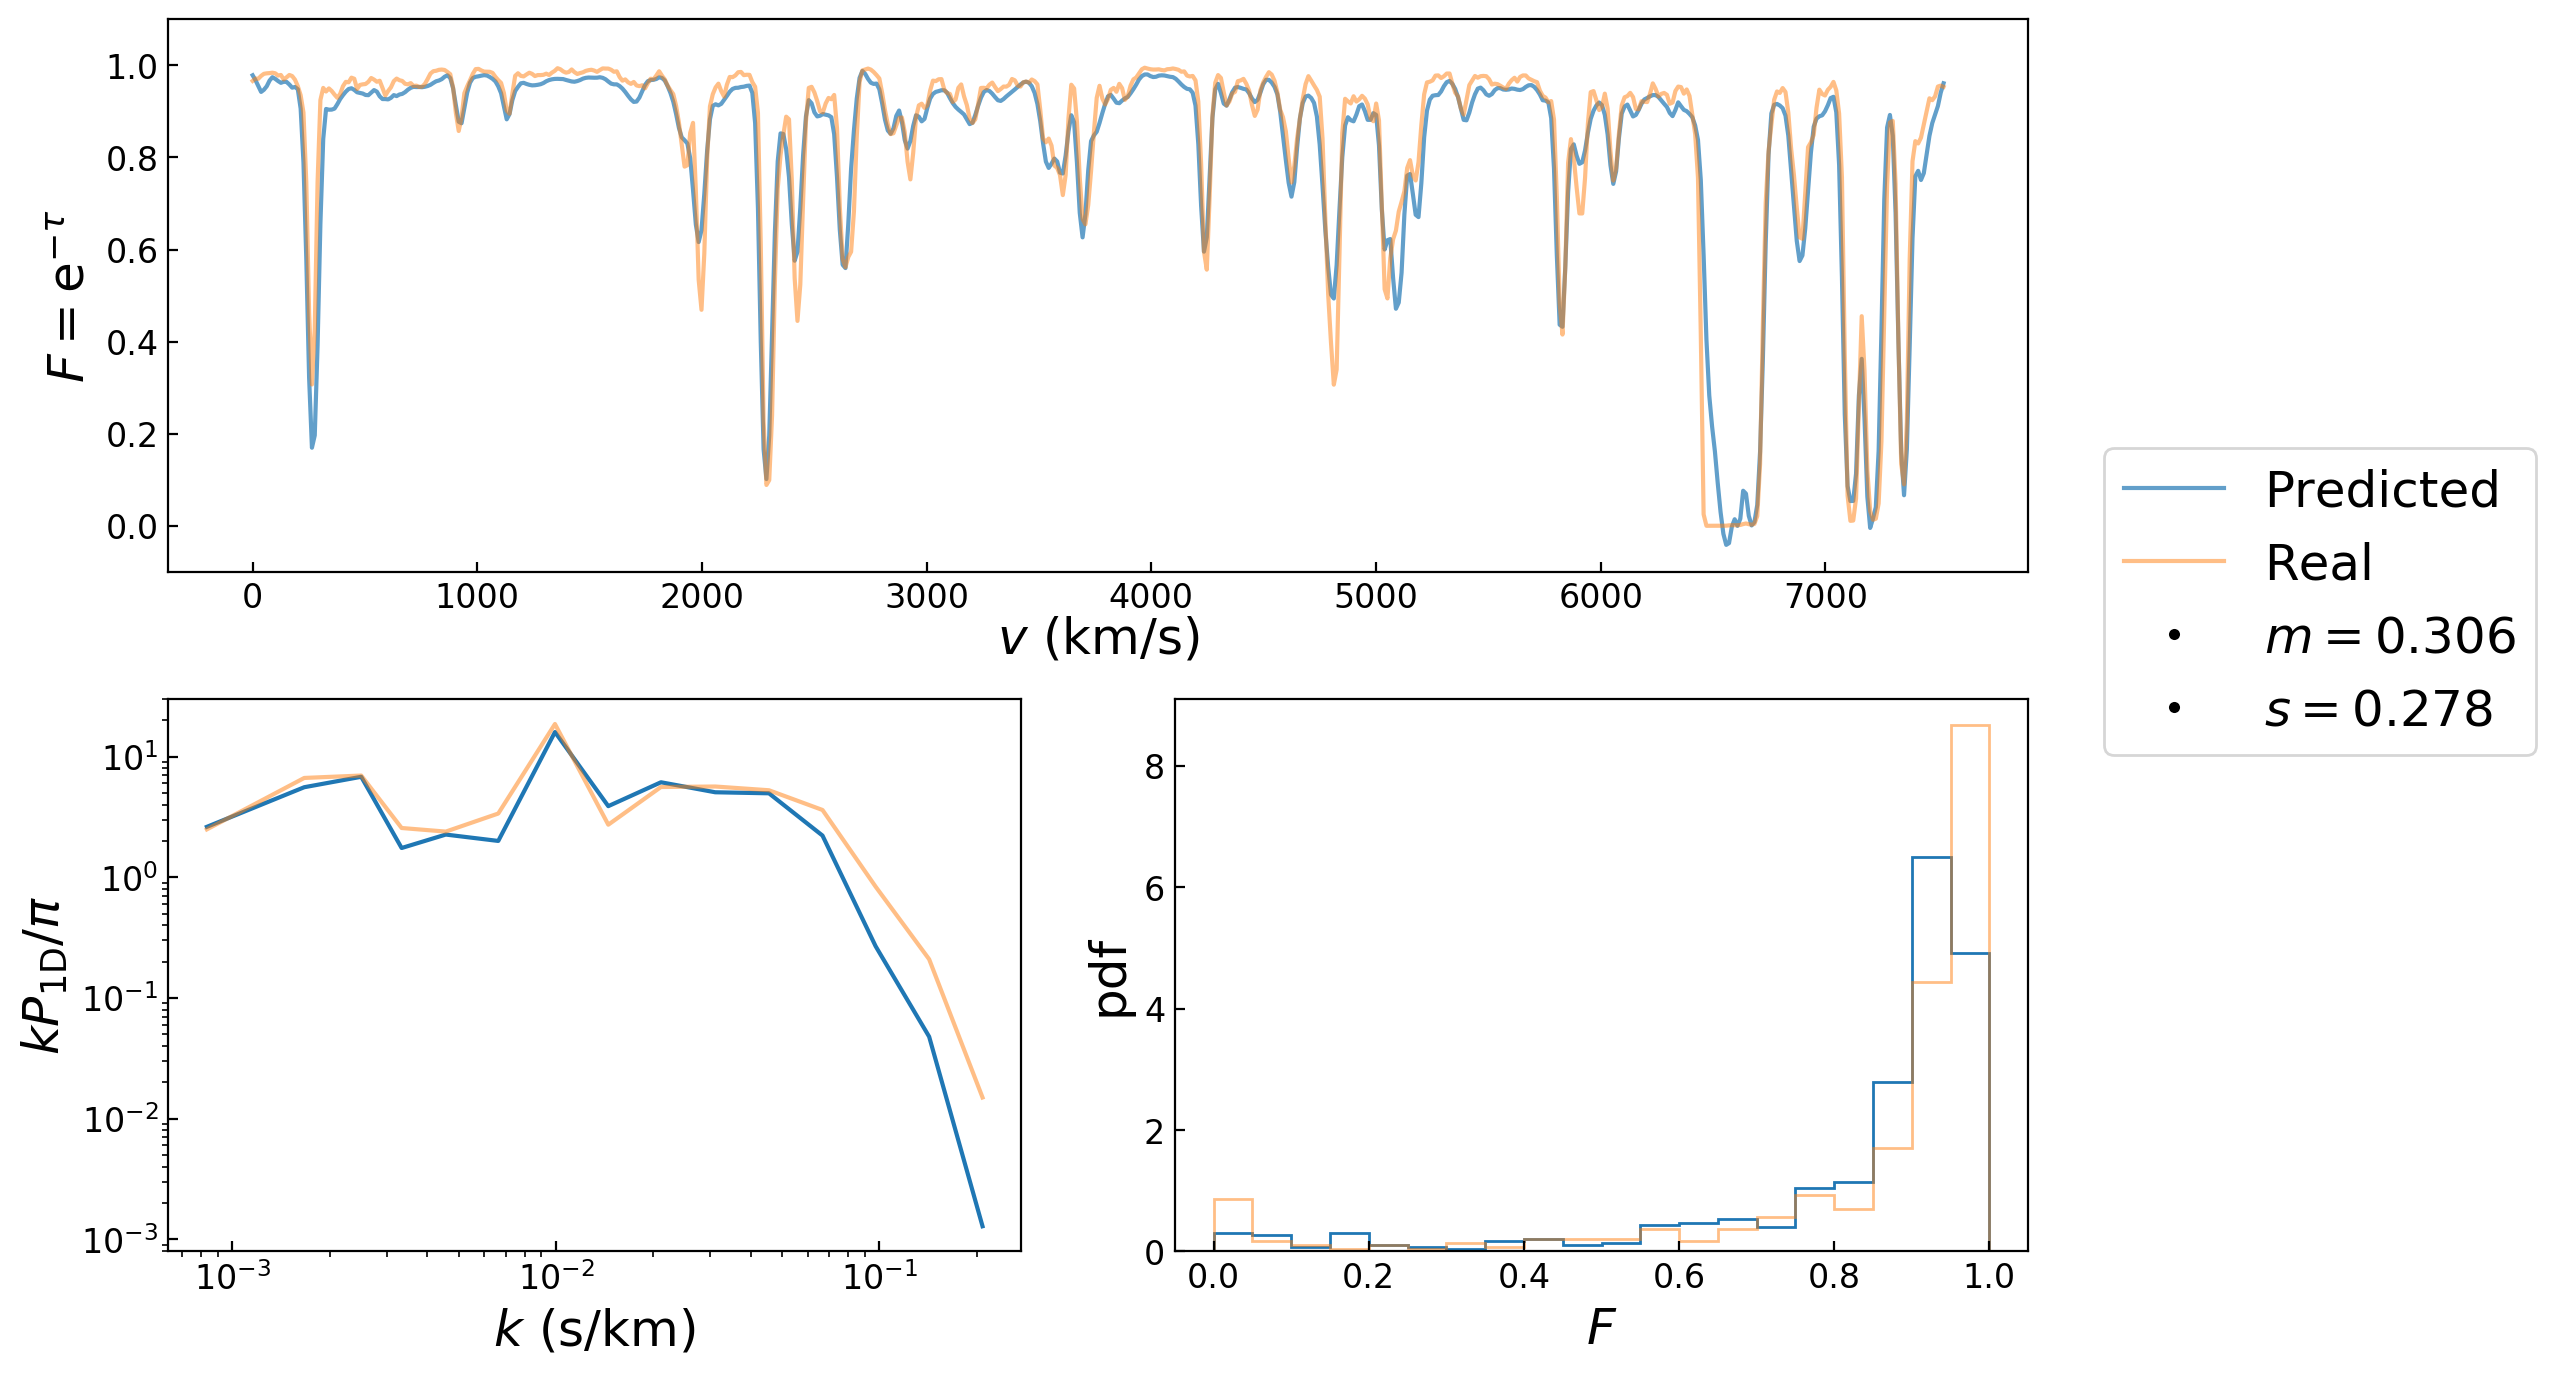 1.0
0.8
0.6
0.4
0.2
0.0
F = e^{-τ}
0 1000 2000 3000 4000 5000 6000 7000
v (km/s)
Predicted
Real
• m = 0.306
• s = 0.278
10^1
10^0
10^{-1}
10^{-2}
10^{-3}
kP_{1D}/π
10^{-3} 10^{-2} 10^{-1}
k (s/km)
8
6
4
2
0
pdf
0.0 0.2 0.4 0.6 0.8 1.0
F